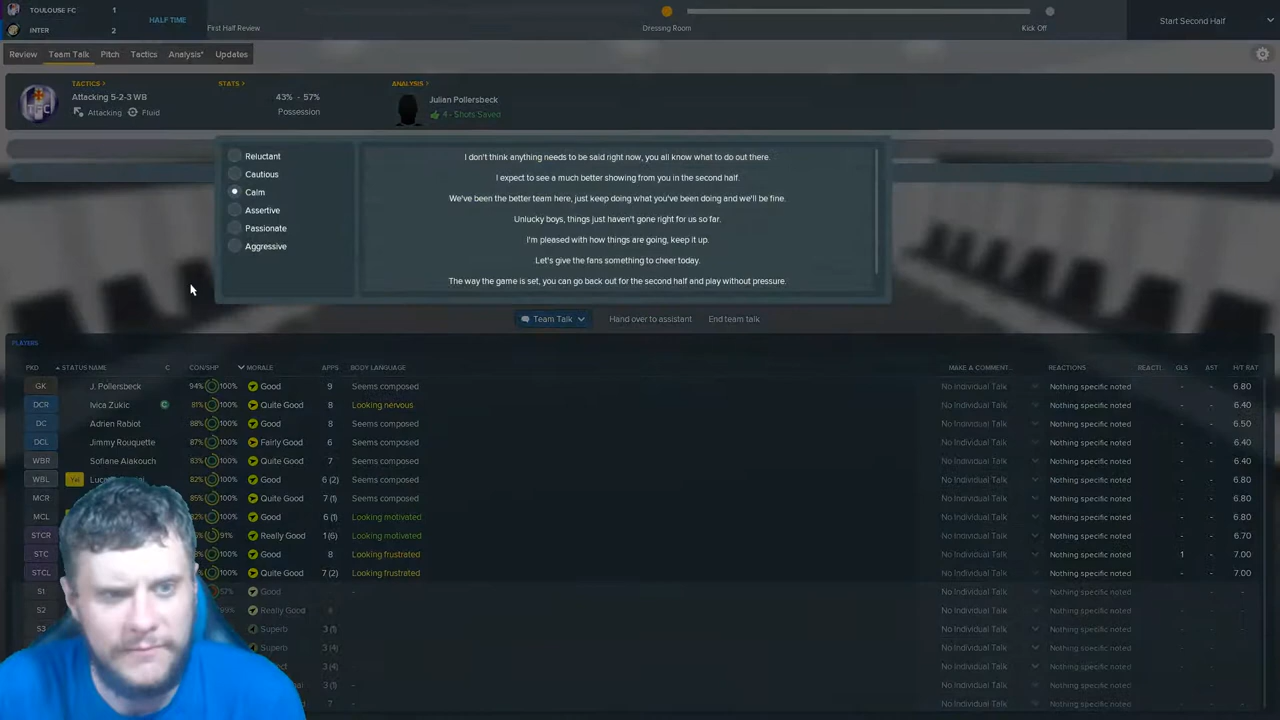 TOULOUSE FC 1
INTER 2
HALF TIME
First Half Review
Dressing Room
Kick Off
Start Second Half
Review Team Talk Pitch Tactics Analysis* Updates
TACTICS >
Attacking 5-2-3 WB
Attacking Fluid
STATS >
43% - 57%
Possession
ANALYSIS >
Julian Pollersbeck
4 - Shots Saved
Reluctant
Cautious
Calm
Assertive
Passionate
Aggressive
I don't think anything needs to be said right now, you all know what to do out there.
I expect to see a much better showing from you in the second half.
We've been the better team here, just keep doing what you've been doing and we'll be fine.
Unlucky boys, things just haven't gone right for us so far.
I'm pleased with how things are going, keep it up.
Let's give the fans something to cheer today.
The way the game is set, you can go back out for the second half and play without pressure.
Team Talk Hand over to assistant End team talk
PLAYERS
PKD STATUS NAME C CON/SHP MORALE APPS BODY LANGUAGE MAKE A COMMENT... REACTIONS REACTI... GLS AST H/T RAT
GK J. Pollersbeck 94% 100% Good 9 Seems composed No Individual Talk Nothing specific noted - - 6.80
DCR Ivica Zukic C 81% 100% Quite Good 8 Looking nervous No Individual Talk Nothing specific noted - - 6.40
DC Adrien Rabiot 88% 100% Good 8 Seems composed No Individual Talk Nothing specific noted - - 6.50
DCL Jimmy Rouquette 87% 100% Fairly Good 6 Seems composed No Individual Talk Nothing specific noted - - 6.40
WBR Sofiane Alakouch 83% 100% Quite Good 7 Seems composed No Individual Talk Nothing specific noted - - 6.40
WBL Yel 82% 100% Good 6 (2) Seems composed No Individual Talk Nothing specific noted - - 6.80
MCR 85% 100% Quite Good 7 (1) Seems composed No Individual Talk Nothing specific noted - - 6.80
MCL 100% Good 6 (1) Looking motivated No Individual Talk Nothing specific noted - - 6.80
STCR 91% Really Good 1 (6) Looking motivated No Individual Talk Nothing specific noted - - 6.70
STC 100% Good 8 Looking frustrated No Individual Talk Nothing specific noted 1 - 7.00
STCL 100% Quite Good 7 (2) Looking frustrated No Individual Talk Nothing specific noted - - 7.00
S1 Good - No Individual Talk Nothing specific noted - - -
S2 Really Good No Individual Talk Nothing specific noted - - -
S3 Superb 3 (1) - No Individual Talk Nothing specific noted - - -
Superb 3 (4) - No Individual Talk Nothing specific noted - - -
3 (4) - No Individual Talk Nothing specific noted - - -
3 (1) - No Individual Talk Nothing specific noted - - -
7 - No Individual Talk Nothing specific noted - - -